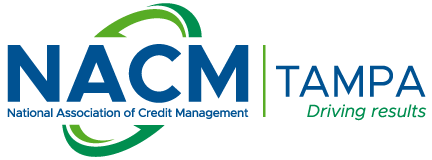 NACM
National Association of Credit Management
TAMPA
Driving results